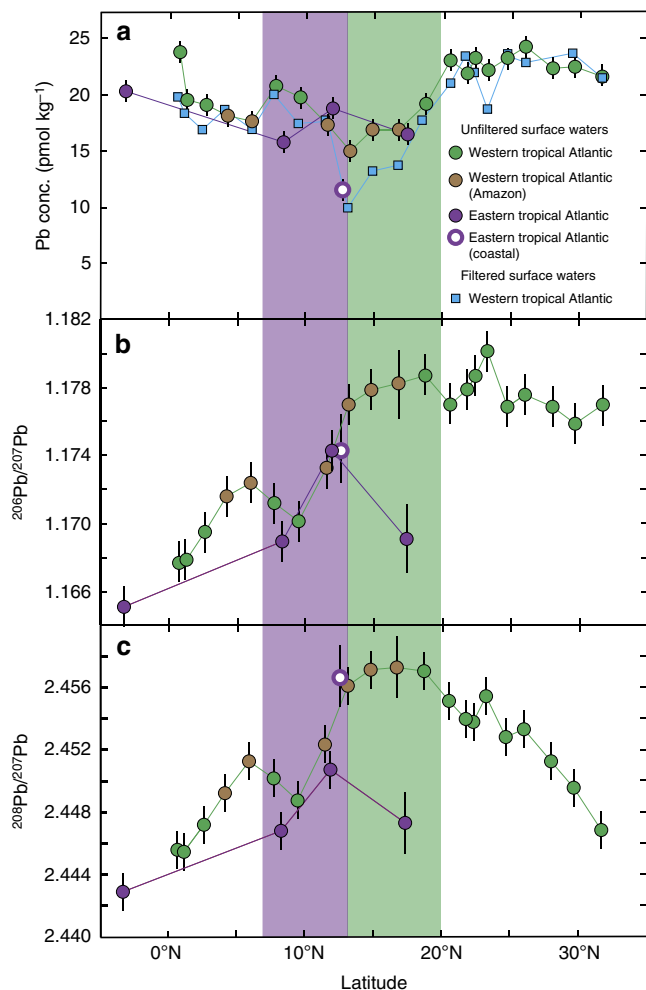 a
25
20
15
10
5
Pb conc. (pmol kg⁻¹)
Unfiltered surface waters
Western tropical Atlantic
Western tropical Atlantic
(Amazon)
Eastern tropical Atlantic
Eastern tropical Atlantic
(coastal)
Filtered surface waters
Western tropical Atlantic
b
1.182
1.178
1.174
1.170
1.166
²⁰⁶Pb/²⁰⁷Pb
c
2.456
2.452
2.448
2.444
2.440
²⁰⁸Pb/²⁰⁷Pb
0°N 10°N 20°N 30°N
Latitude